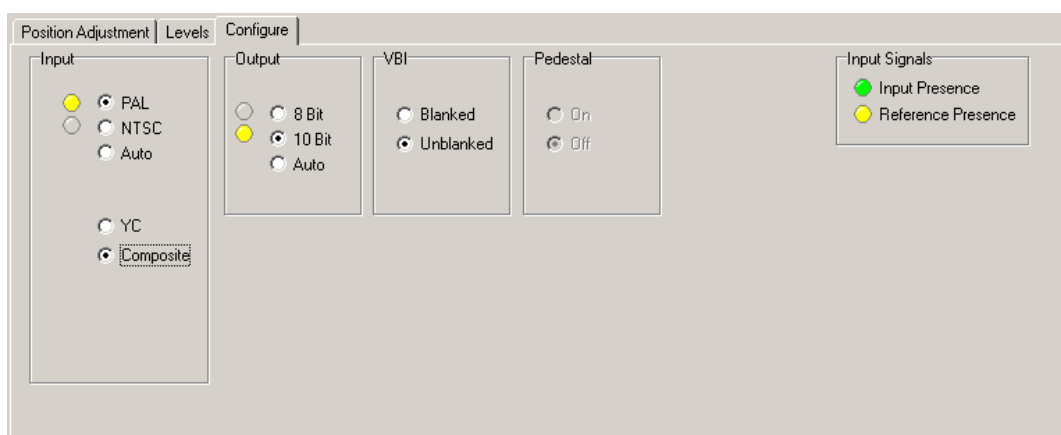 Position Adjustment Levels Configure
Input
PAL
NTSC
Auto
YC
Composite
Output
8 Bit
10 Bit
Auto
VBI
Blanked
Unblanked
Pedestal
On
Off
Input Signals
Input Presence
Reference Presence